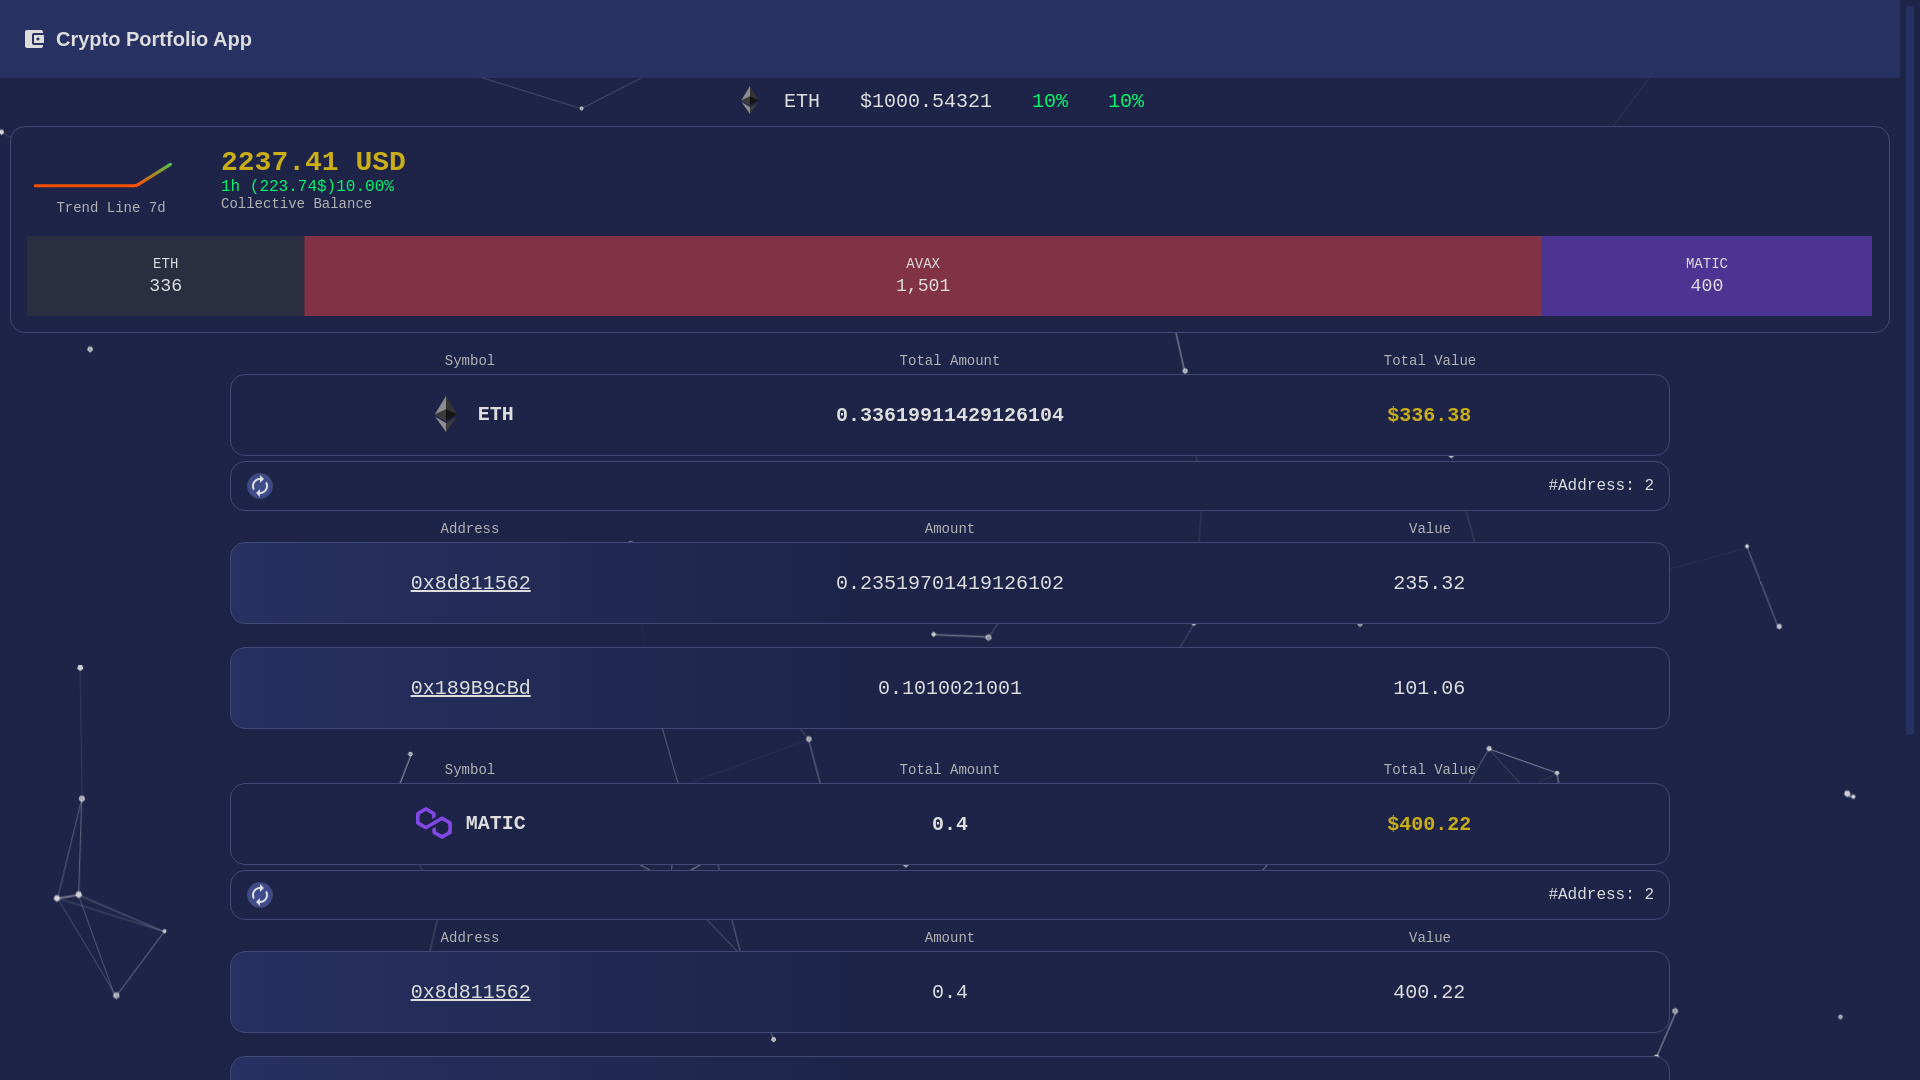 Crypto Portfolio App
ETH $1000.54321 10% 10%
2237.41 USD
1h (223.74$)10.00%
Collective Balance
Trend Line 7d
ETH AVAX MATIC
336 1,501 400
Symbol Total Amount Total Value
ETH 0.33619911429126104 $336.38
#Address: 2
Address Amount Value
0x8d811562 0.23519701419126102 235.32
0x189B9cBd 0.1010021001 101.06
Symbol Total Amount Total Value
MATIC 0.4 $400.22
#Address: 2
Address Amount Value
0x8d811562 0.4 400.22